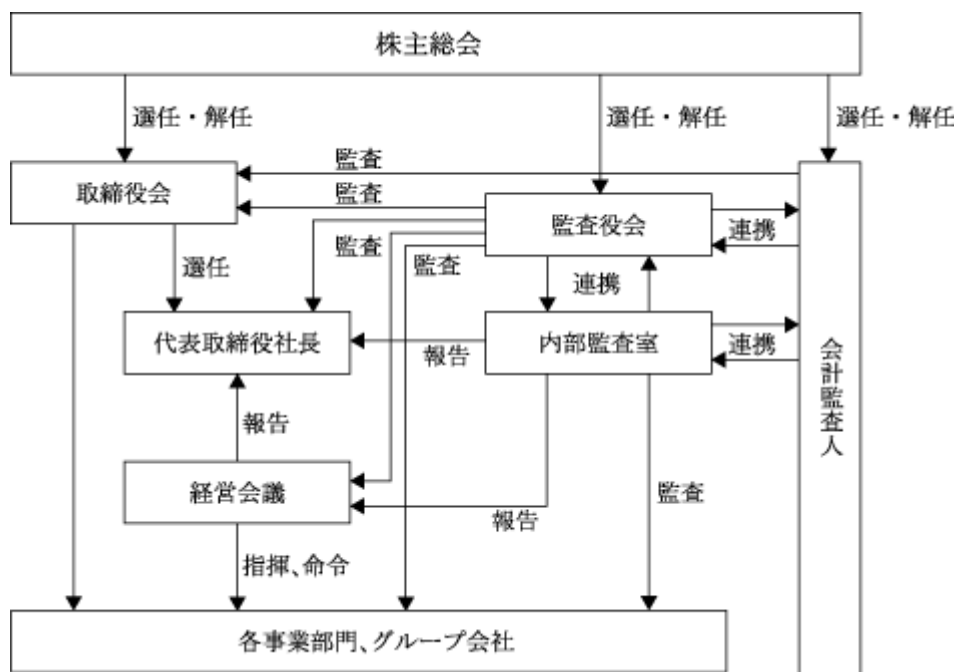 株主総会
選任・解任
選任・解任
選任・解任
監査
取締役会
監査
監査役会
連携
監査
監査
選任
連携
代表取締役社長
報告
内部監査室
連携
会計監査人
報告
経営会議
監査
報告
指揮、命令
各事業部門、グループ会社